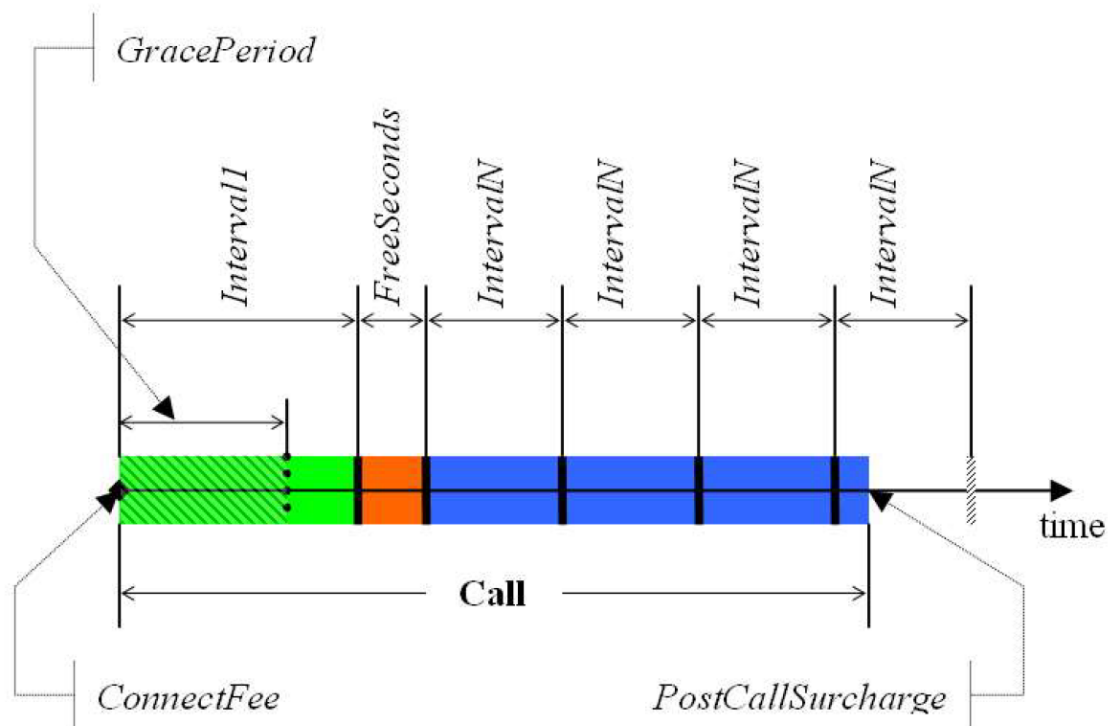 GracePeriod
Interval1
FreeSeconds
IntervalN
IntervalN
IntervalN
IntervalN
time
Call
ConnectFee
PostCallSurcharge